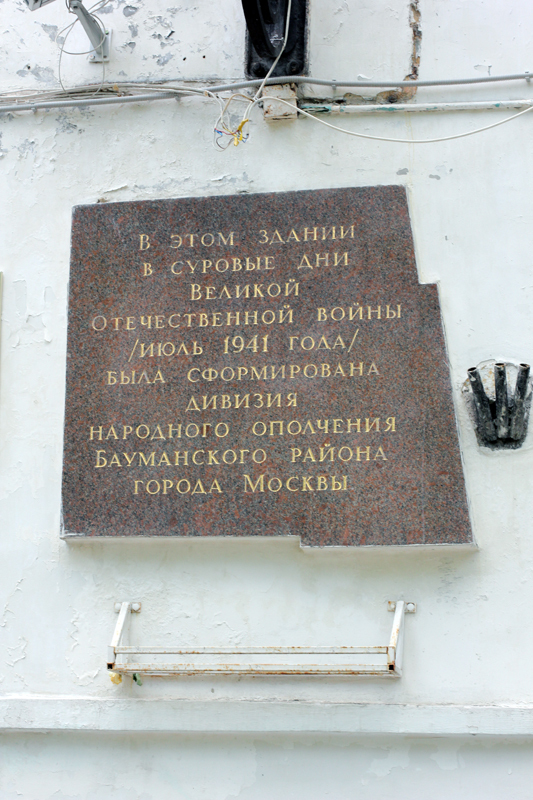 В этом здании
в суровые дни
Великой
Отечественной войны
/июль 1941 года/
была сформирована
дивизия
народного ополчения
Бауманского района
города Москвы